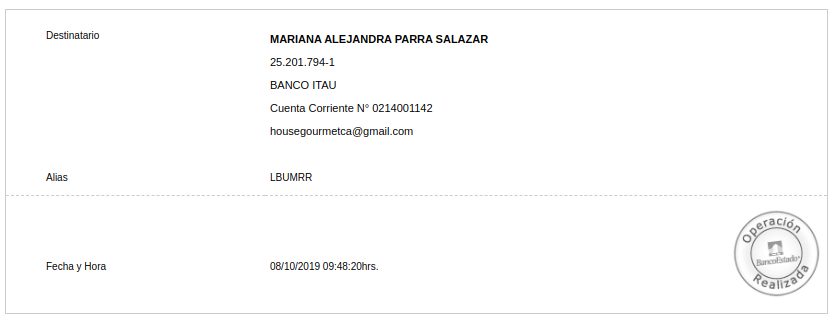 Destinatario
MARIANA ALEJANDRA PARRA SALAZAR
25.201.794-1
BANCO ITAU
Cuenta Corriente N° 0214001142
housegourmetca@gmail.com
Alias
LBUMRR
Operación
BancoEstado
Realizada
Fecha y Hora
08/10/2019 09:48:20hrs.